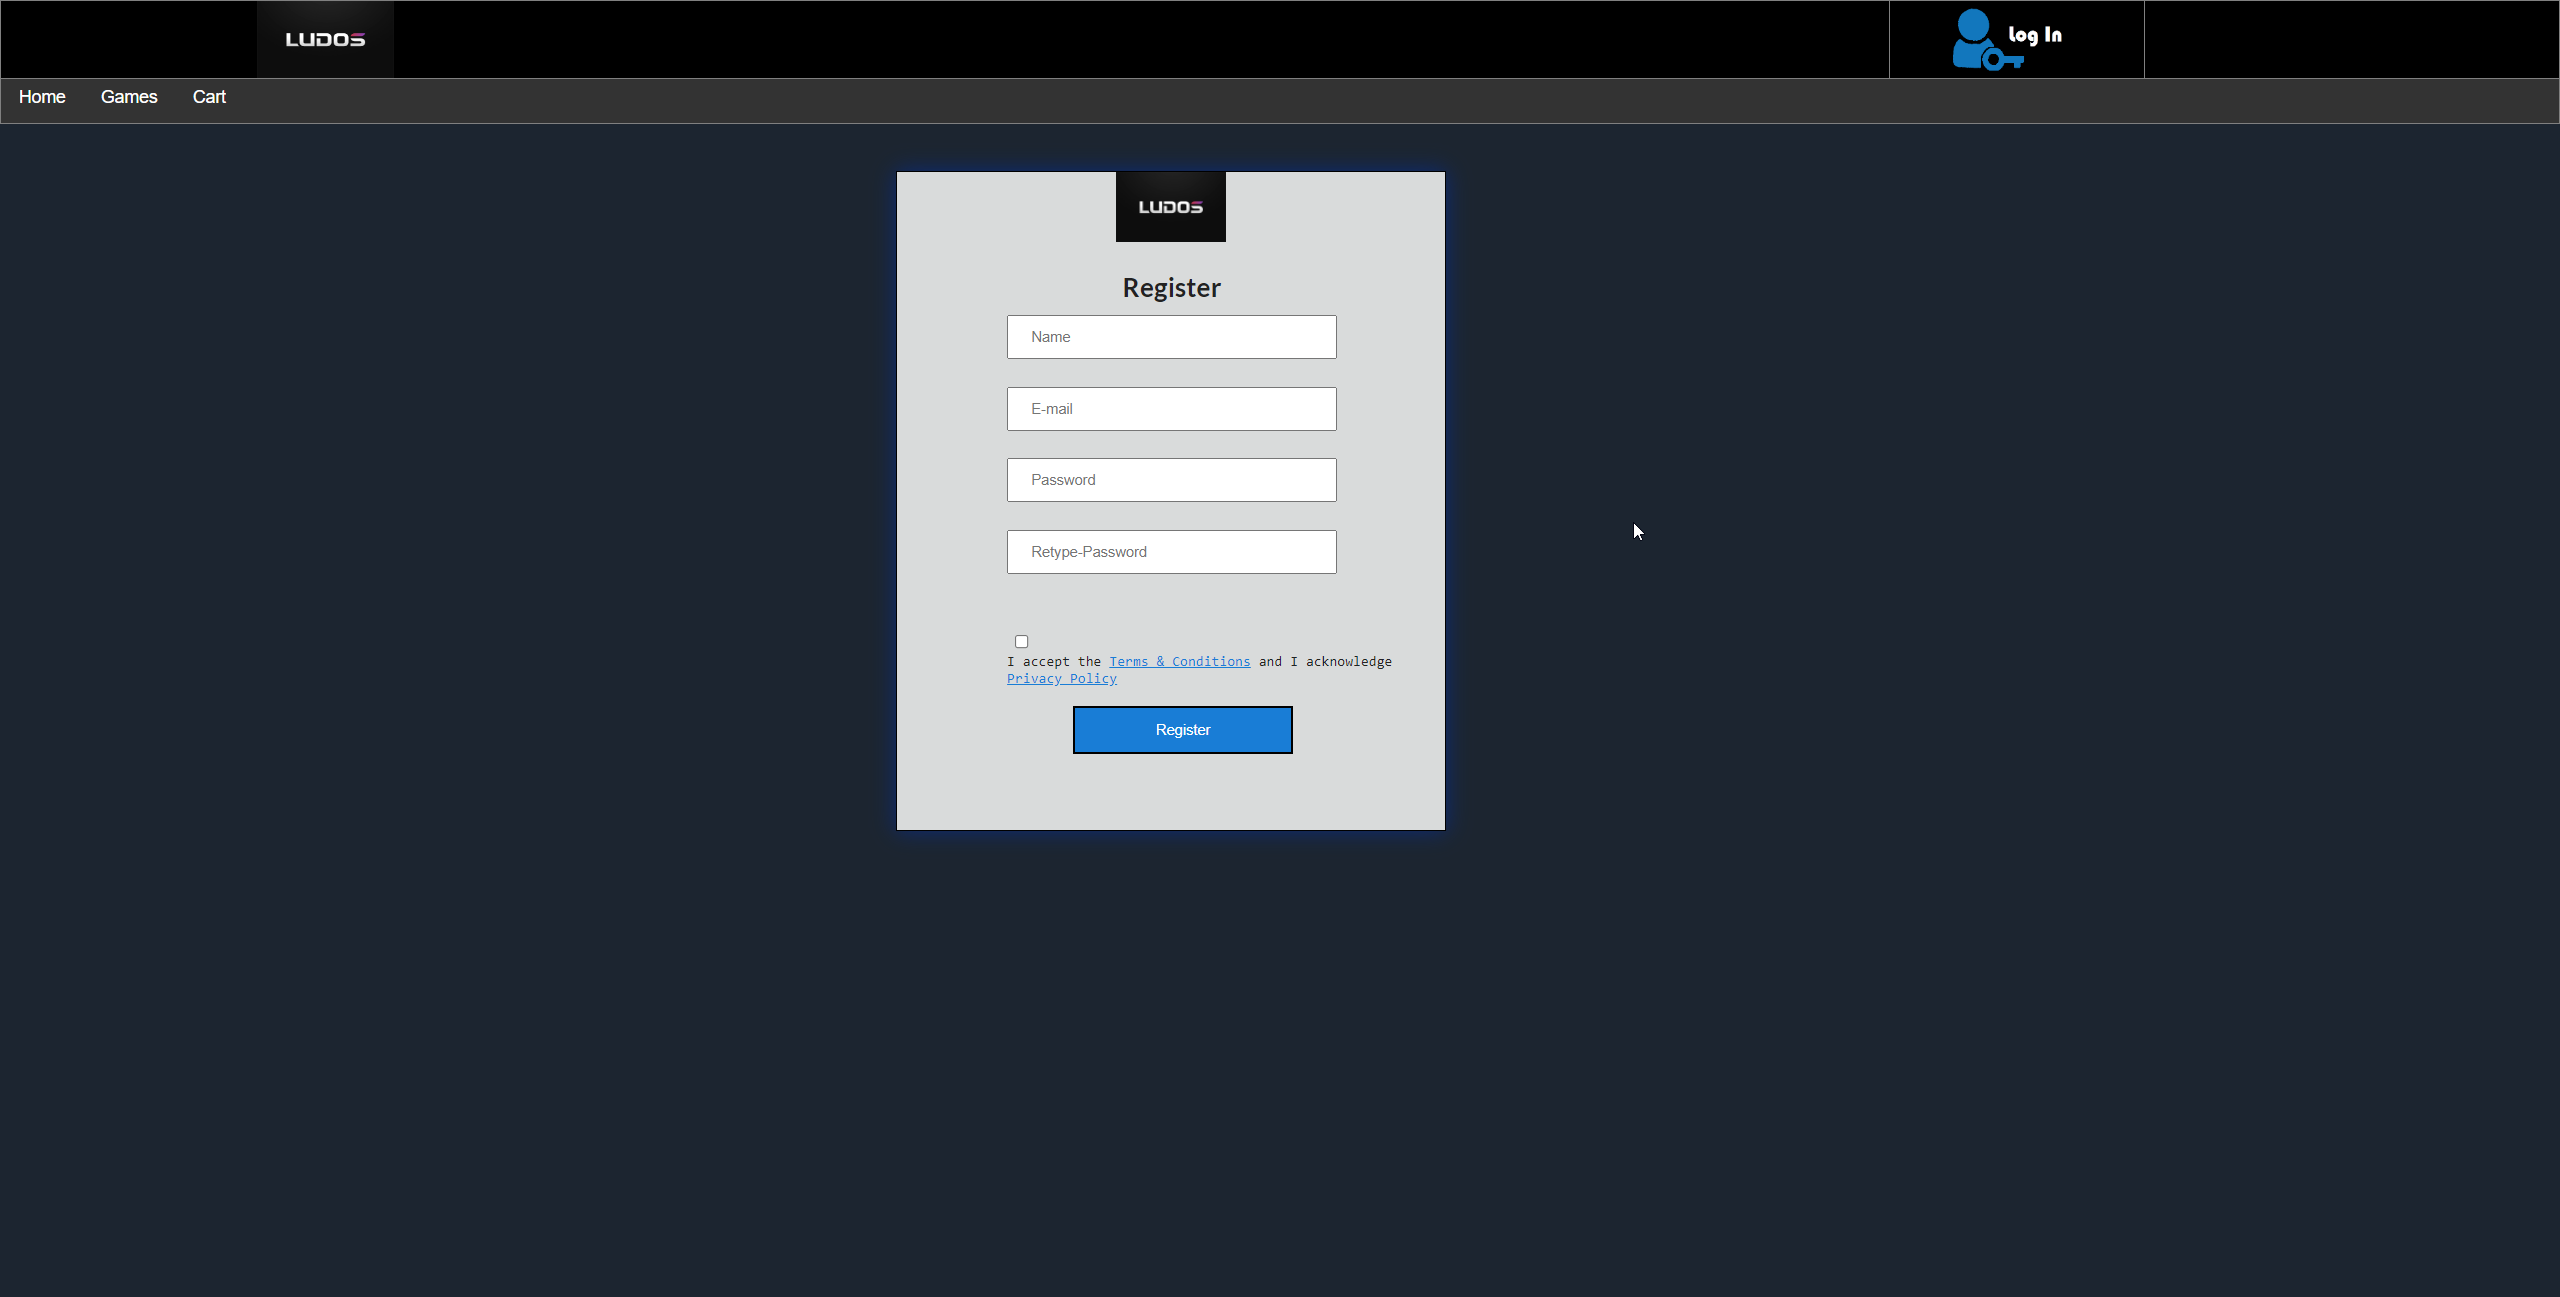 LUDOS
Log In
Home Games Cart
LUDOS
Register
Name
E-mail
Password
Retype-Password
I accept the Terms & Conditions and I acknowledge
Privacy Policy
Register